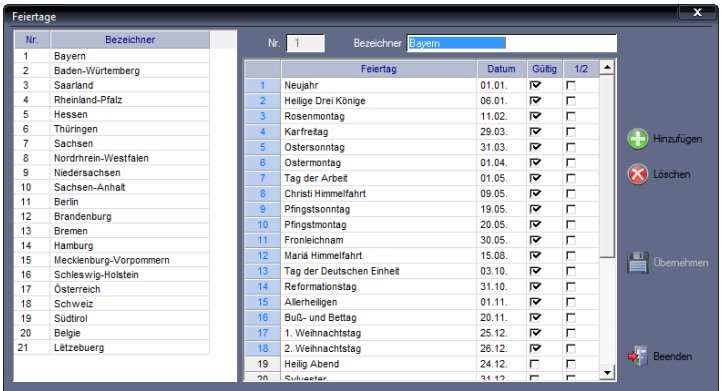 Feiertage
x
Nr. Bezeichner
1 Bayern
2 Baden-Würtemberg
3 Saarland
4 Rheinland-Pfalz
5 Hessen
6 Thüringen
7 Sachsen
8 Nordrhrein-Westfalen
9 Niedersachsen
10 Sachsen-Anhalt
11 Berlin
12 Brandenburg
13 Bremen
14 Hamburg
15 Mecklenburg-Vorpommern
16 Schleswig-Holstein
17 Österreich
18 Schweiz
19 Südtirol
20 Belgie
21 Lëtzebuerg
Nr. 1 Bezeichner Bayern
Feiertag Datum Gültig 1/2
1 Neujahr 01.01.
2 Heilige Drei Könige 06.01.
3 Rosenmontag 11.02.
4 Karfreitag 29.03.
5 Ostersonntag 31.03.
6 Ostermontag 01.04.
7 Tag der Arbeit 01.05.
8 Christi Himmelfahrt 09.05.
9 Pfingstsonntag 19.05.
10 Pfingstmontag 20.05.
11 Fronleichnam 30.05.
12 Mariä Himmelfahrt 15.08.
13 Tag der Deutschen Einheit 03.10.
14 Reformationstag 31.10.
15 Allerheiligen 01.11.
16 Buß- und Bettag 20.11.
17 1. Weihnachtstag 25.12.
18 2. Weihnachtstag 26.12.
19 Heilig Abend 24.12.
20 Sylvester 31.12.
Hinzufügen
Löschen
Übernehmen
Beenden